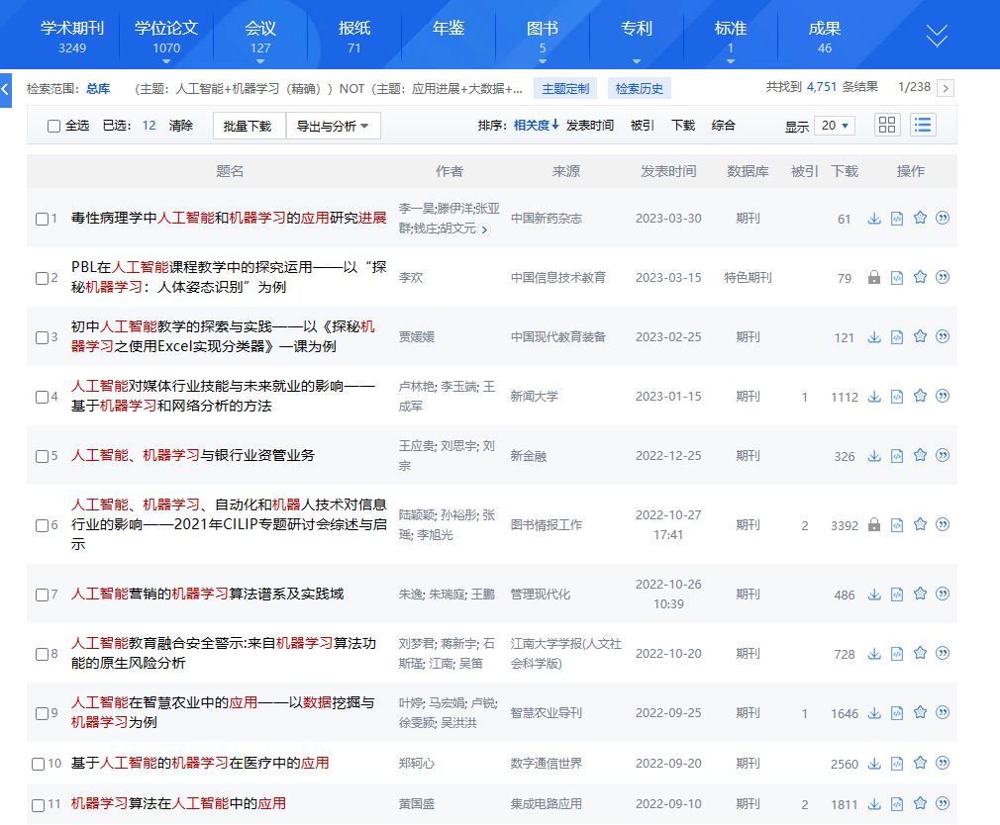 学术期刊 学位论文 会议 报纸 年鉴 图书 专利 标准 成果
3249 1070 127 71 5 1 46
检索范围：总库 （主题：人工智能+机器学习（精确））NOT（主题：应用进展+大数据+... 主题定制 检索历史 共找到 4,751 条结果 1/238
全选 已选：12 清除 批量下载 导出与分析 排序：相关度 发表时间 被引 下载 综合 显示 20
题名 作者 来源 发表时间 数据库 被引 下载 操作
1 毒性病理学中人工智能和机器学习的应用研究进展 李一昊;滕伊洋;张亚
群;钱庄;胡文元 中国新药杂志 2023-03-30 期刊 61
2 PBL在人工智能课程教学中的探究运用——以“探
秘机器学习：人体姿态识别”为例 李欢 中国信息技术教育 2023-03-15 特色期刊 79
3 初中人工智能教学的探索与实践——以《探秘机
器学习之使用Excel实现分类器》一课为例 贾媛媛 中国现代教育装备 2023-02-25 期刊 121
4 人工智能对媒体行业技能与未来就业的影响——
基于机器学习和网络分析的方法 卢林艳; 李玉端; 王
成军 新闻大学 2023-01-15 期刊 1 1112
5 人工智能、机器学习与银行业资管业务 王应贵; 刘思宇; 刘
宗 新金融 2022-12-25 期刊 326
6 人工智能、机器学习、自动化和机器人技术对信息
行业的影响——2021年CILIP专题研讨会综述与启
示 陆颖颖; 孙裕彤; 张
瑶; 李旭光 图书情报工作 2022-10-27
17:41 期刊 2 3392
7 人工智能营销的机器学习算法谱系及实践域 朱逸; 朱瑞庭; 王鹏 管理现代化 2022-10-26
10:39 期刊 486
8 人工智能教育融合安全警示:来自机器学习算法功
能的原生风险分析 刘梦君; 蒋新宇; 石
斯瑾; 江南; 吴笛 江南大学学报(人文社
会科学版) 2022-10-20 期刊 728
9 人工智能在智慧农业中的应用——以数据挖掘与
机器学习为例 叶婷; 马宏娟; 卢锐;
徐雯颖; 吴洪洪 智慧农业导刊 2022-09-25 期刊 1 1646
10 基于人工智能的机器学习在医疗中的应用 郑轲心 数字通信世界 2022-09-20 期刊 2560
11 机器学习算法在人工智能中的应用 黄国盛 集成电路应用 2022-09-10 期刊 2 1811